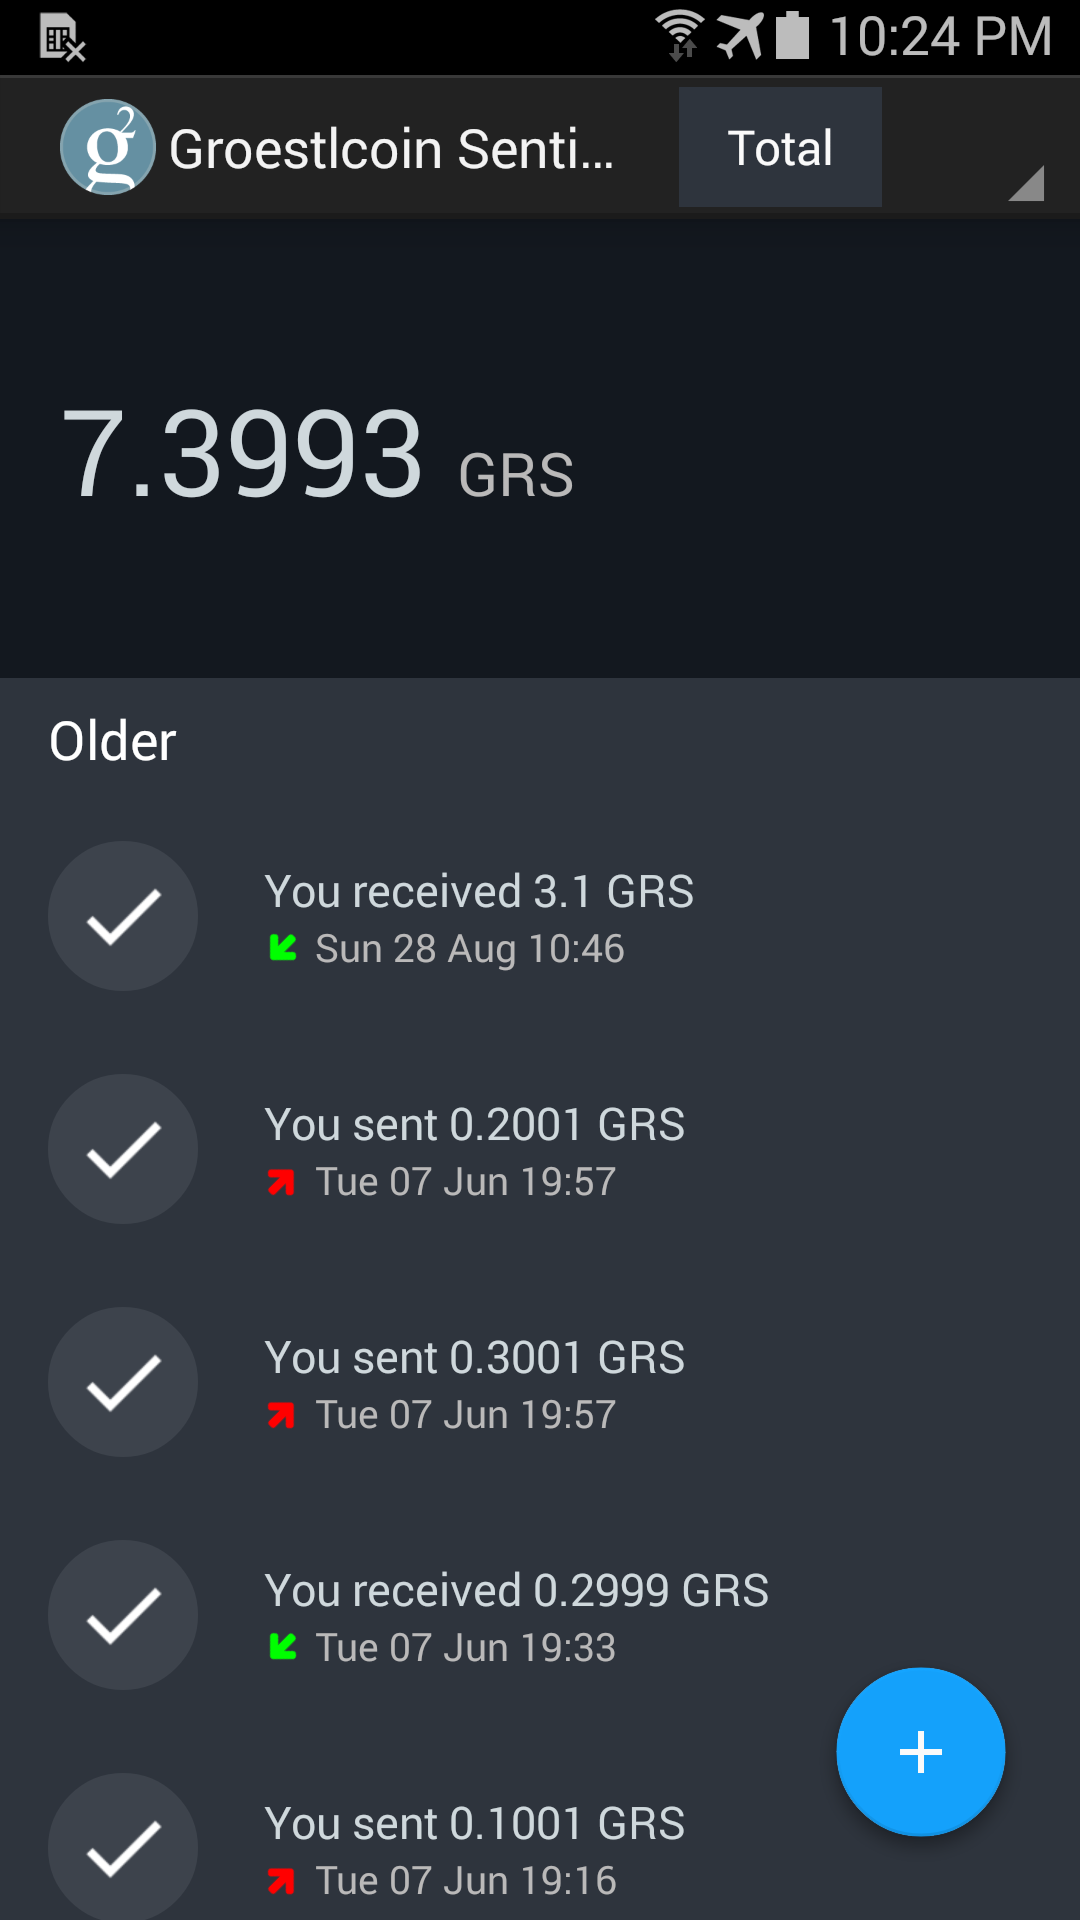 10:24 PM
g2 Groestlcoin Senti... Total
7.3993 GRS
Older
You received 3.1 GRS
Sun 28 Aug 10:46
You sent 0.2001 GRS
Tue 07 Jun 19:57
You sent 0.3001 GRS
Tue 07 Jun 19:57
You received 0.2999 GRS
Tue 07 Jun 19:33
You sent 0.1001 GRS
Tue 07 Jun 19:16